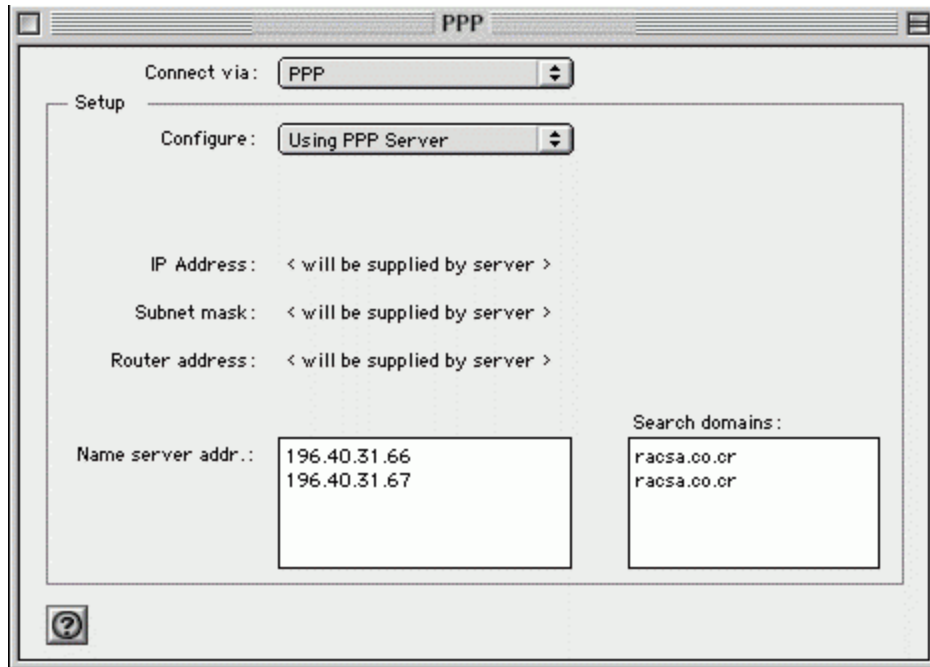 PPP
Connect via: PPP
Setup
Configure: Using PPP Server
IP Address: < will be supplied by server >
Subnet mask: < will be supplied by server >
Router address: < will be supplied by server >
Search domains:
Name server addr.: 196.40.31.66 racsa.co.cr
196.40.31.67 racsa.co.cr
?